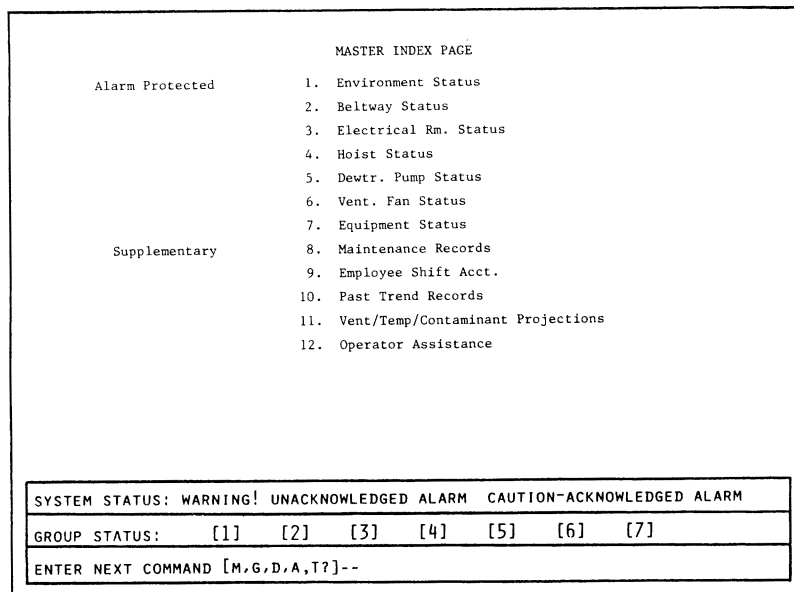 MASTER INDEX PAGE
Alarm Protected 1. Environment Status
2. Beltway Status
3. Electrical Rm. Status
4. Hoist Status
5. Dewtr. Pump Status
6. Vent. Fan Status
7. Equipment Status
Supplementary 8. Maintenance Records
9. Employee Shift Acct.
10. Past Trend Records
11. Vent/Temp/Contaminant Projections
12. Operator Assistance
SYSTEM STATUS: WARNING! UNACKNOWLEDGED ALARM CAUTION-ACKNOWLEDGED ALARM
GROUP STATUS: [1] [2] [3] [4] [5] [6] [7]
ENTER NEXT COMMAND [M,G,D,A,T?]--